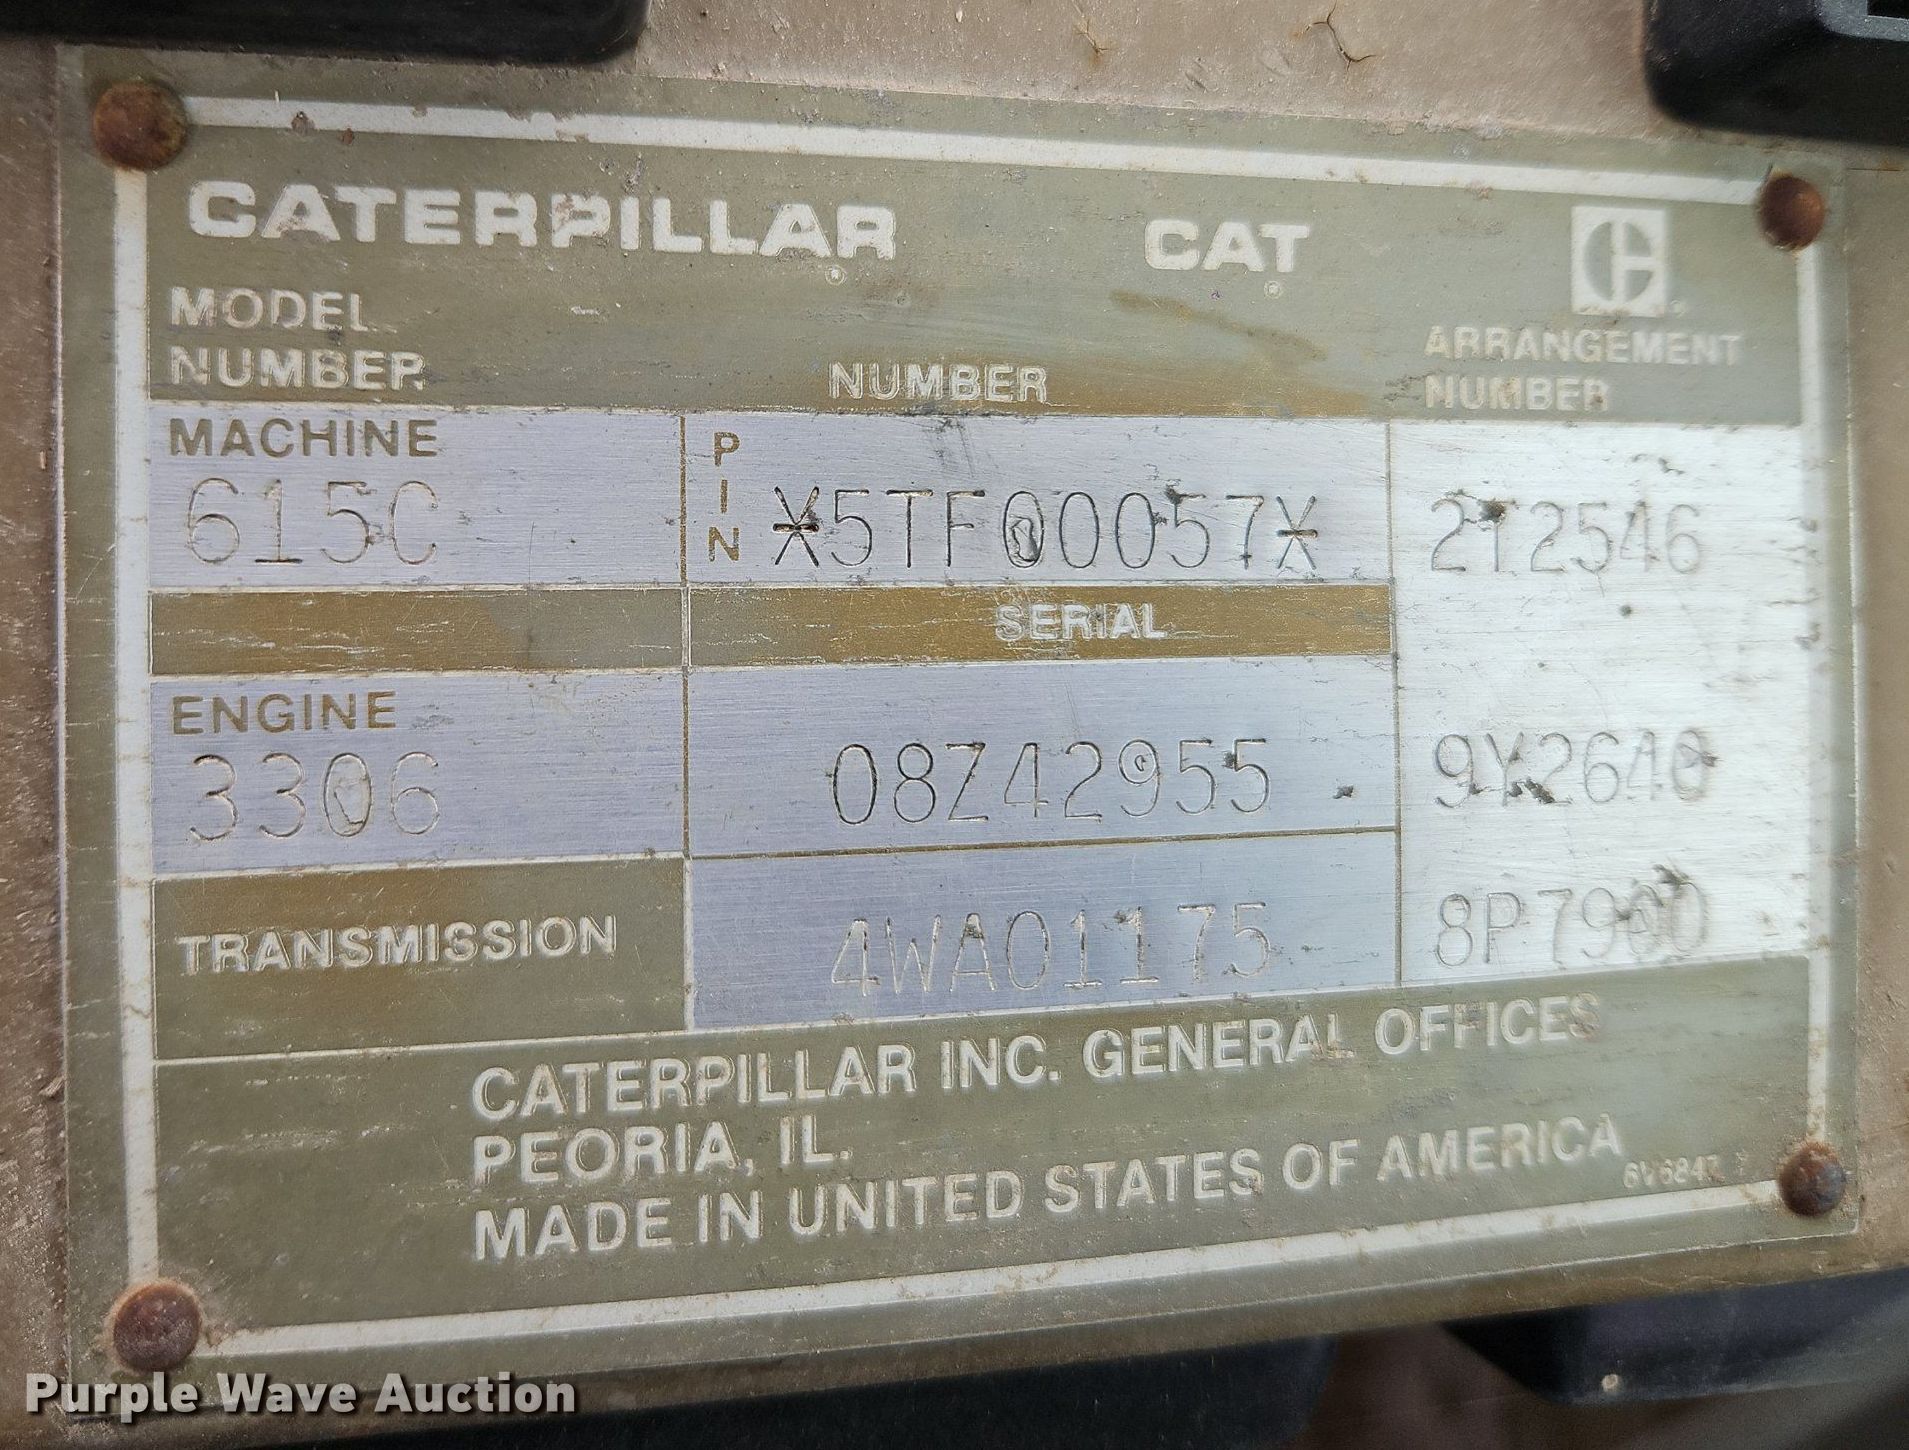 CATERPILLAR CAT
MODEL
NUMBER
NUMBER
ARRANGEMENT
NUMBER
MACHINE
615C
PIN
*5TF00057*
2T2546
SERIAL
ENGINE
3306
08Z42955
9Y2640
TRANSMISSION
4WA01175
8P7900
CATERPILLAR INC. GENERAL OFFICES
PEORIA, IL.
MADE IN UNITED STATES OF AMERICA
Purple Wave Auction